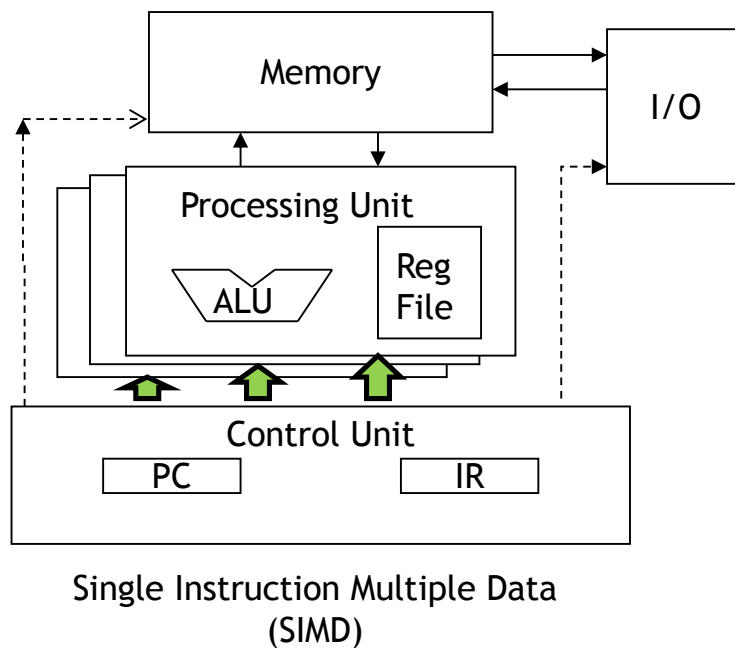 Memory
I/O
Processing Unit
ALU
Reg
File
Control Unit
PC
IR
Single Instruction Multiple Data
(SIMD)